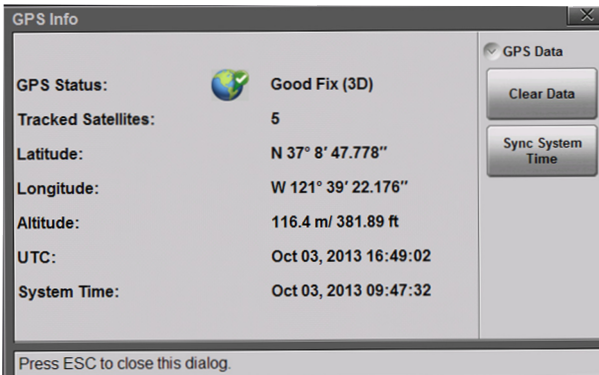 GPS Info
GPS Data
GPS Status: Good Fix (3D)
Clear Data
Tracked Satellites: 5
Latitude: N 37° 8′ 47.778″
Sync System
Time
Longitude: W 121° 39′ 22.176″
Altitude: 116.4 m/ 381.89 ft
UTC: Oct 03, 2013 16:49:02
System Time: Oct 03, 2013 09:47:32
Press ESC to close this dialog.